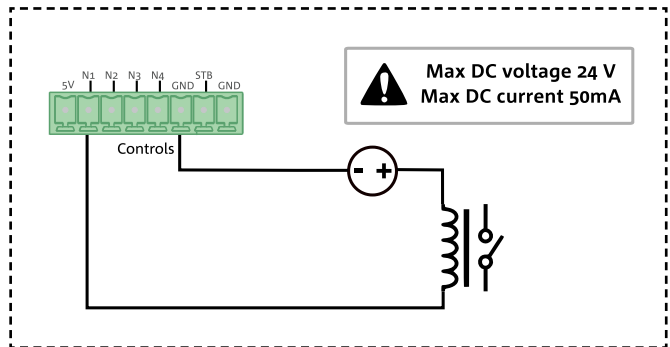 5V N1 N2 N3 N4 GND STB GND
Controls
Max DC voltage 24 V
Max DC current 50mA
- +